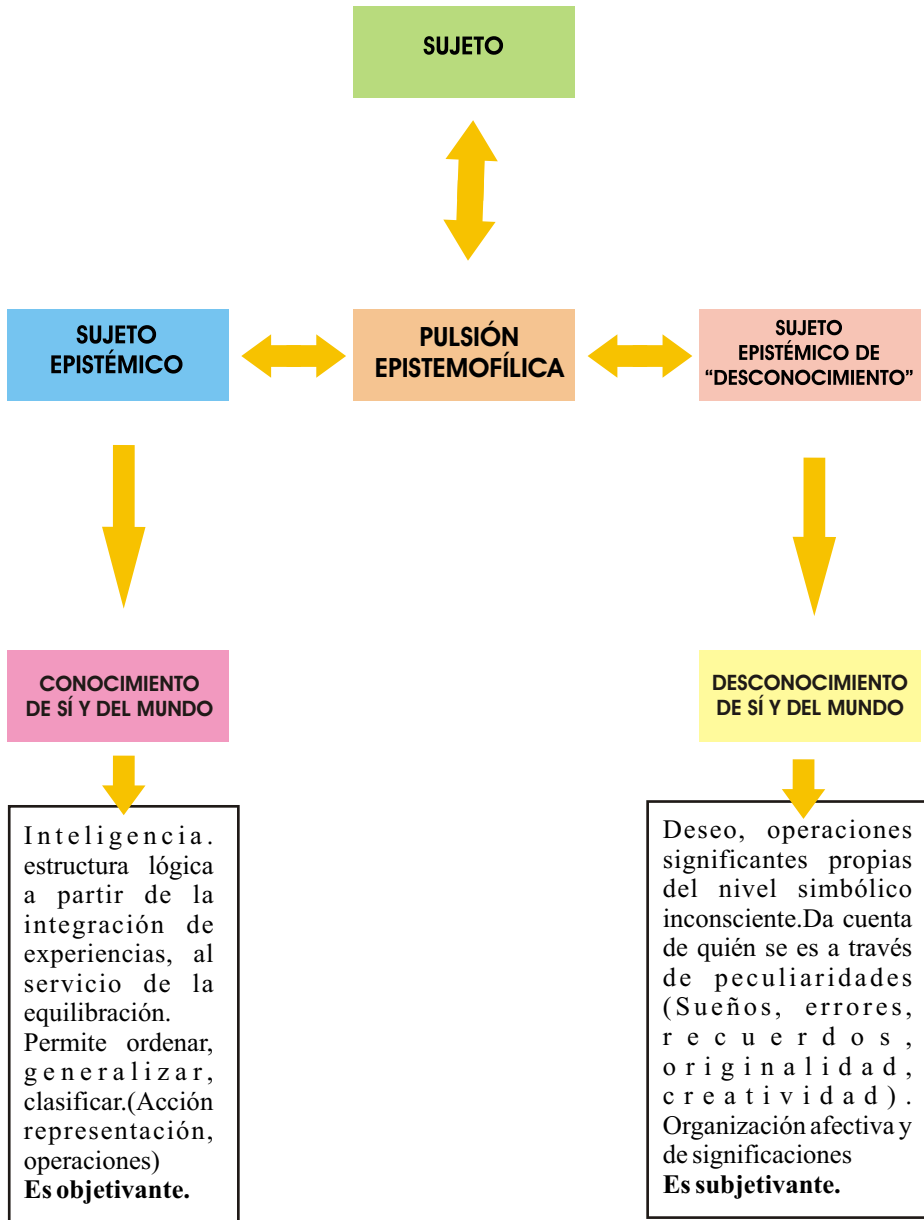 SUJETO
SUJETO
EPISTÉMICO
PULSIÓN
EPISTEMOFÍLICA
SUJETO
EPISTÉMICO DE
“DESCONOCIMIENTO”
CONOCIMIENTO
DE SÍ Y DEL MUNDO
DESCONOCIMIENTO
DE SÍ Y DEL MUNDO
Inteligencia.
estructura lógica
a partir de la
integración de
experiencias, al
servicio de la
equilibración.
Permite ordenar,
generalizar,
clasificar.(Acción
representación,
operaciones)
Es objetivante.
Deseo, operaciones
significantes propias
del nivel simbólico
inconsciente.Da cuenta
de quién se es a través
de peculiaridades
(Sueños, errores,
recuerdos,
originalidad,
creatividad).
Organización afectiva y
de significaciones
Es subjetivante.